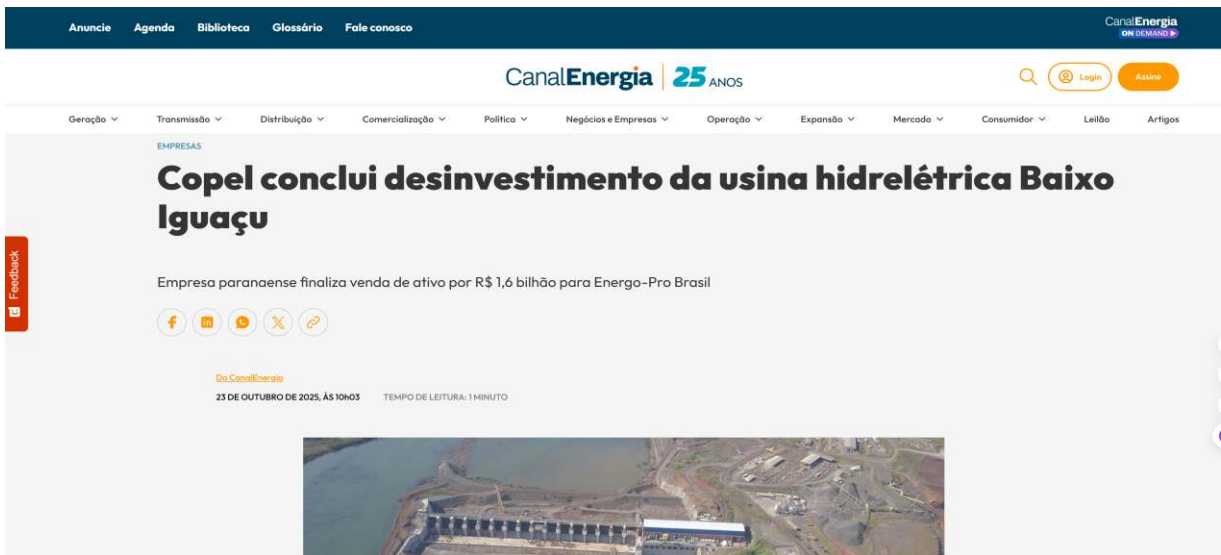 Anuncie Agenda Biblioteca Glossário Fale conosco
CanalEnergia
ON DEMAND
CanalEnergia 25 ANOS
Login
Assine
Geração Transmissão Distribuição Comercialização Política Negócios e Empresas Operação Expansão Mercado Consumidor Leilão Artigos
EMPRESAS
Copel conclui desinvestimento da usina hidrelétrica Baixo
Iguaçu
Feedback
Empresa paranaense finaliza venda de ativo por R$ 1,6 bilhão para Energo-Pro Brasil
Da CanalEnergia
23 DE OUTUBRO DE 2025, ÀS 10h03 TEMPO DE LEITURA: 1 MINUTO